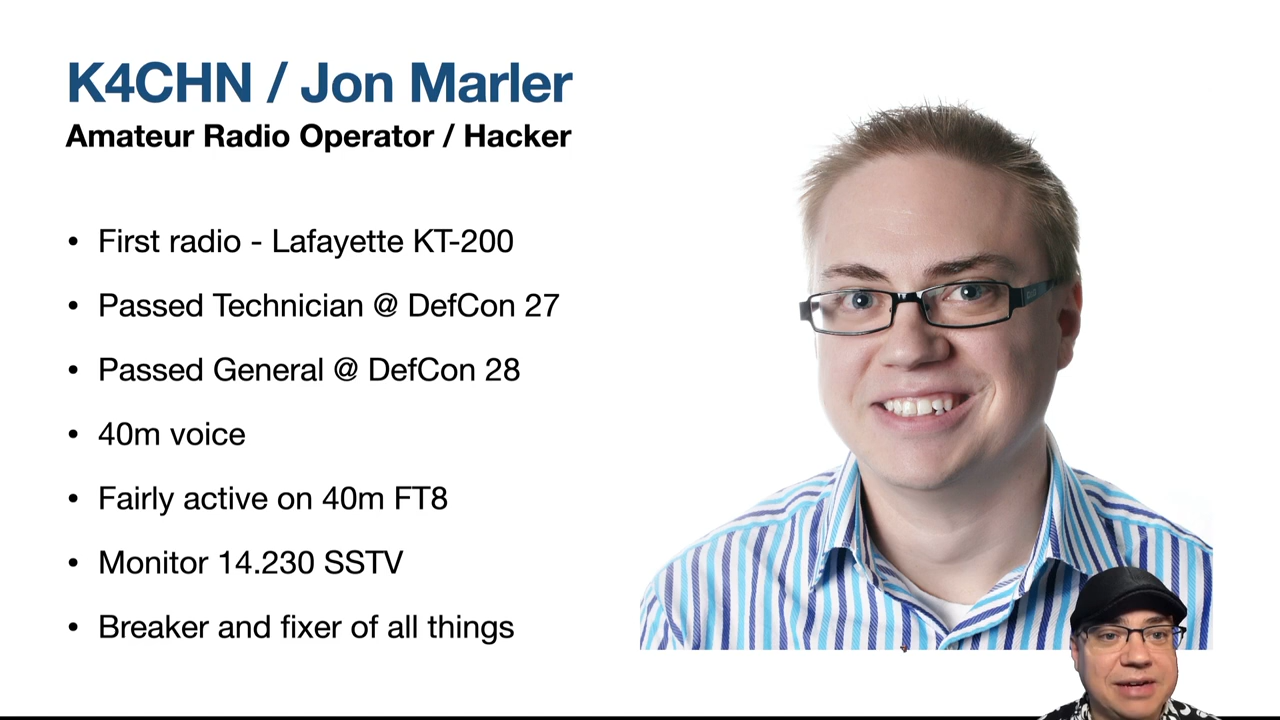 K4CHN / Jon Marler
Amateur Radio Operator / Hacker
• First radio - Lafayette KT-200
• Passed Technician @ DefCon 27
• Passed General @ DefCon 28
• 40m voice
• Fairly active on 40m FT8
• Monitor 14.230 SSTV
• Breaker and fixer of all things